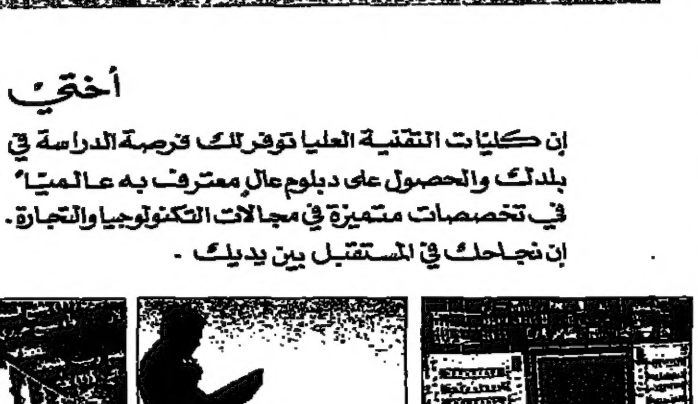 أختي
إن كليات التقنية العليا توفر لك فرصة الدراسة في
بلدك والحصول على دبلوم عالٍ معترف به عالميّاً
في تخصصات متميزة في مجالات التكنولوجيا والتجارة.
إن نجاحك في المستقبل بين يديك .